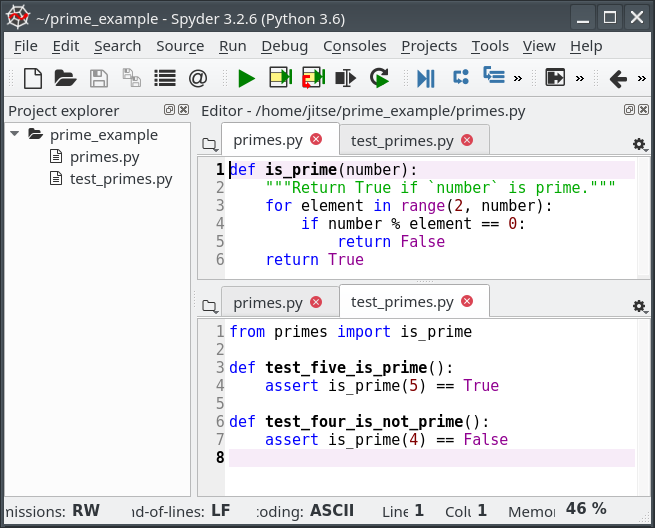 ~/prime_example - Spyder 3.2.6 (Python 3.6)
File Edit Search Source Run Debug Consoles Projects Tools View Help
@ » » »
Project explorer
Editor - /home/jitse/prime_example/primes.py
prime_example
primes.py
test_primes.py
primes.py test_primes.py
1 def is_prime(number):
2     """Return True if `number` is prime."""
3     for element in range(2, number):
4         if number % element == 0:
5             return False
6     return True
primes.py test_primes.py
1 from primes import is_prime
2
3 def test_five_is_prime():
4     assert is_prime(5) == True
5
6 def test_four_is_not_prime():
7     assert is_prime(4) == False
8
missions: RW nd-of-lines: LF coding: ASCII Line 1 Colu 1 Memor 46 %